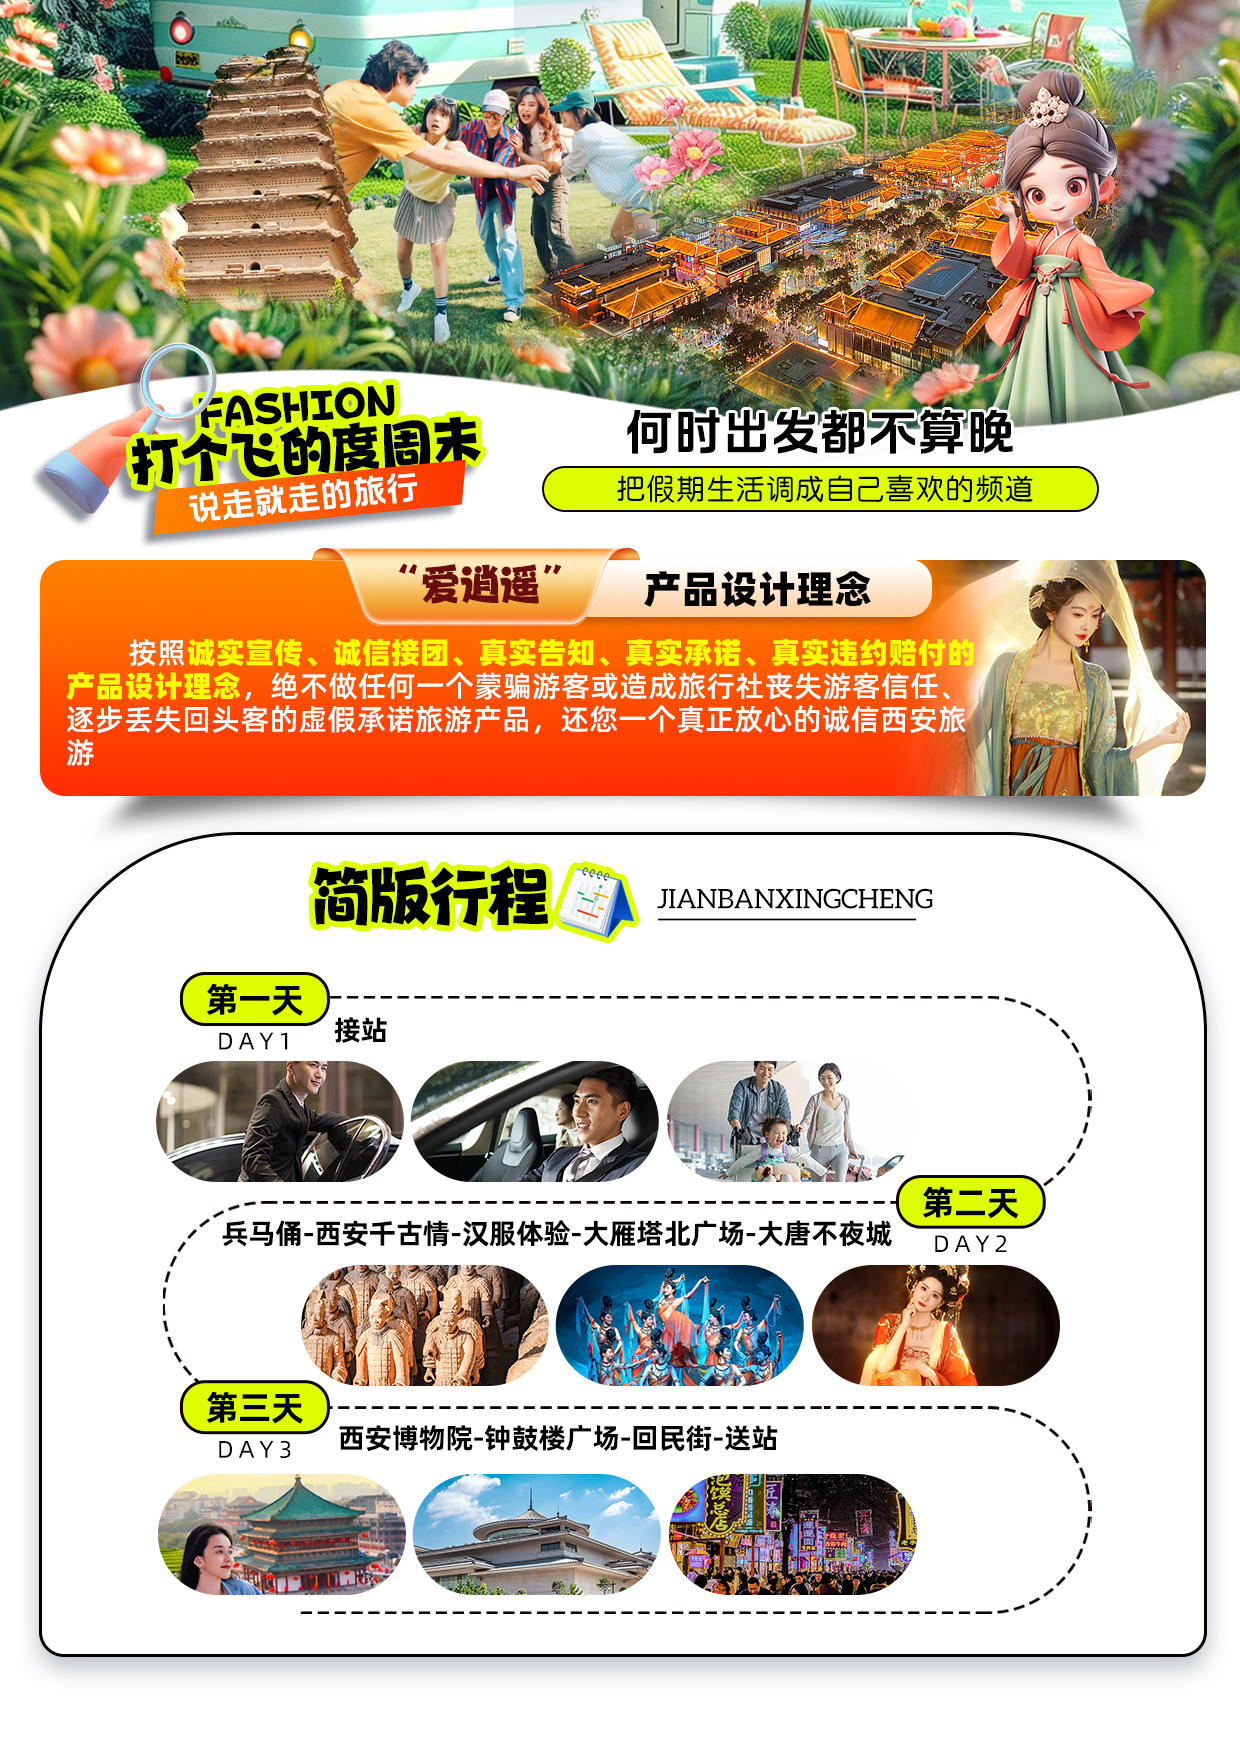 FASHION
打个飞的度周末
说走就走的旅行
何时出发都不算晚
把假期生活调成自己喜欢的频道
“爱逍遥”
产品设计理念
按照诚实宣传、诚信接团、真实告知、真实承诺、真实违约赔付的
产品设计理念，绝不做任何一个蒙骗游客或造成旅行社丧失游客信任、
逐步丢失回头客的虚假承诺旅游产品，还您一个真正放心的诚信西安旅
游
简版行程
JIANBANXINGCHENG
第一天
DAY1
接站
第二天
DAY2
兵马俑-西安千古情-汉服体验-大雁塔北广场-大唐不夜城
第三天
DAY3
西安博物院-钟鼓楼广场-回民街-送站
泡馍总店